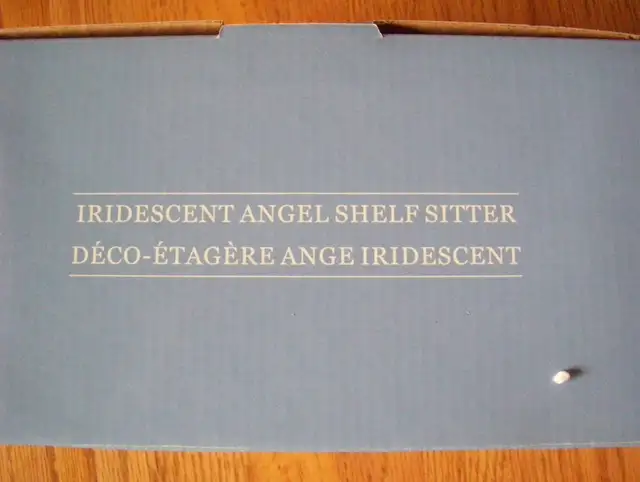 IRIDESCENT ANGEL SHELF SITTER
DÉCO-ÉTAGÈRE ANGE IRIDESCENT